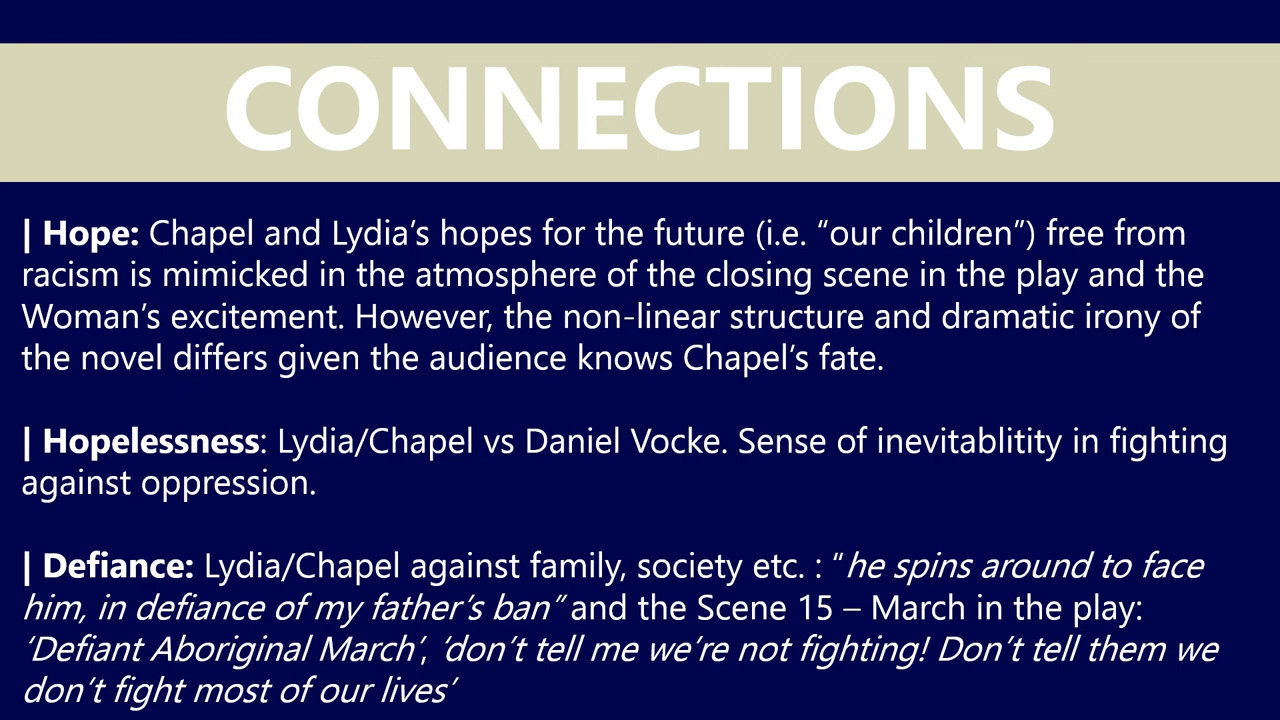 CONNECTIONS
| Hope: Chapel and Lydia’s hopes for the future (i.e. “our children”) free from
racism is mimicked in the atmosphere of the closing scene in the play and the
Woman’s excitement. However, the non-linear structure and dramatic irony of
the novel differs given the audience knows Chapel’s fate.
| Hopelessness: Lydia/Chapel vs Daniel Vocke. Sense of inevitablitity in fighting
against oppression.
| Defiance: Lydia/Chapel against family, society etc. : “he spins around to face
him, in defiance of my father’s ban” and the Scene 15 – March in the play:
‘Defiant Aboriginal March’, ‘don’t tell me we’re not fighting! Don’t tell them we
don’t fight most of our lives’